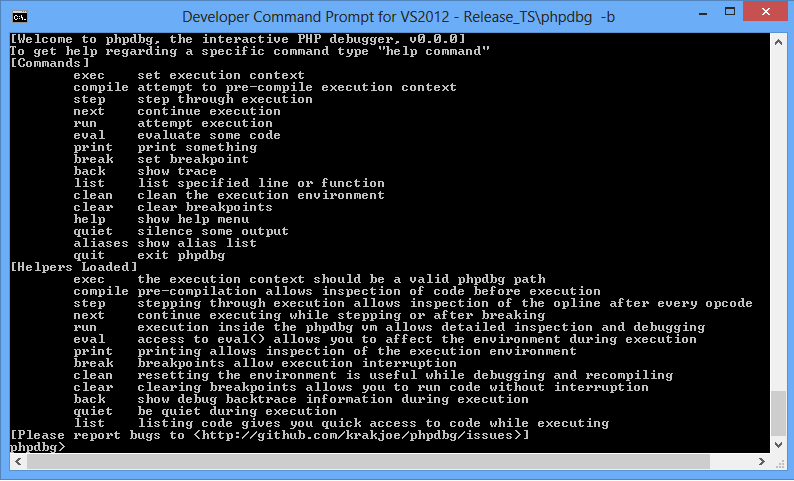 Developer Command Prompt for VS2012 - Release_TS\phpdbg -b
[Welcome to phpdbg, the interactive PHP debugger, v0.0.0]
To get help regarding a specific command type "help command"
[Commands]
exec set execution context
compile attempt to pre-compile execution context
step step through execution
next continue execution
run attempt execution
eval evaluate some code
print print something
break set breakpoint
back show trace
list list specified line or function
clean clean the execution environment
clear clear breakpoints
help show help menu
quiet silence some output
aliases show alias list
quit exit phpdbg
[Helpers Loaded]
exec the execution context should be a valid phpdbg path
compile pre-compilation allows inspection of code before execution
step stepping through execution allows inspection of the opline after every opcode
next continue executing while stepping or after breaking
run execution inside the phpdbg vm allows detailed inspection and debugging
eval access to eval() allows you to affect the environment during execution
print printing allows inspection of the execution environment
break breakpoints allow execution interruption
clean resetting the environment is useful while debugging and recompiling
clear clearing breakpoints allows you to run code without interruption
back show debug backtrace information during execution
quiet be quiet during execution
list listing code gives you quick access to code while executing
[Please report bugs to <http://github.com/krakjoe/phpdbg/issues>]
phpdbg>